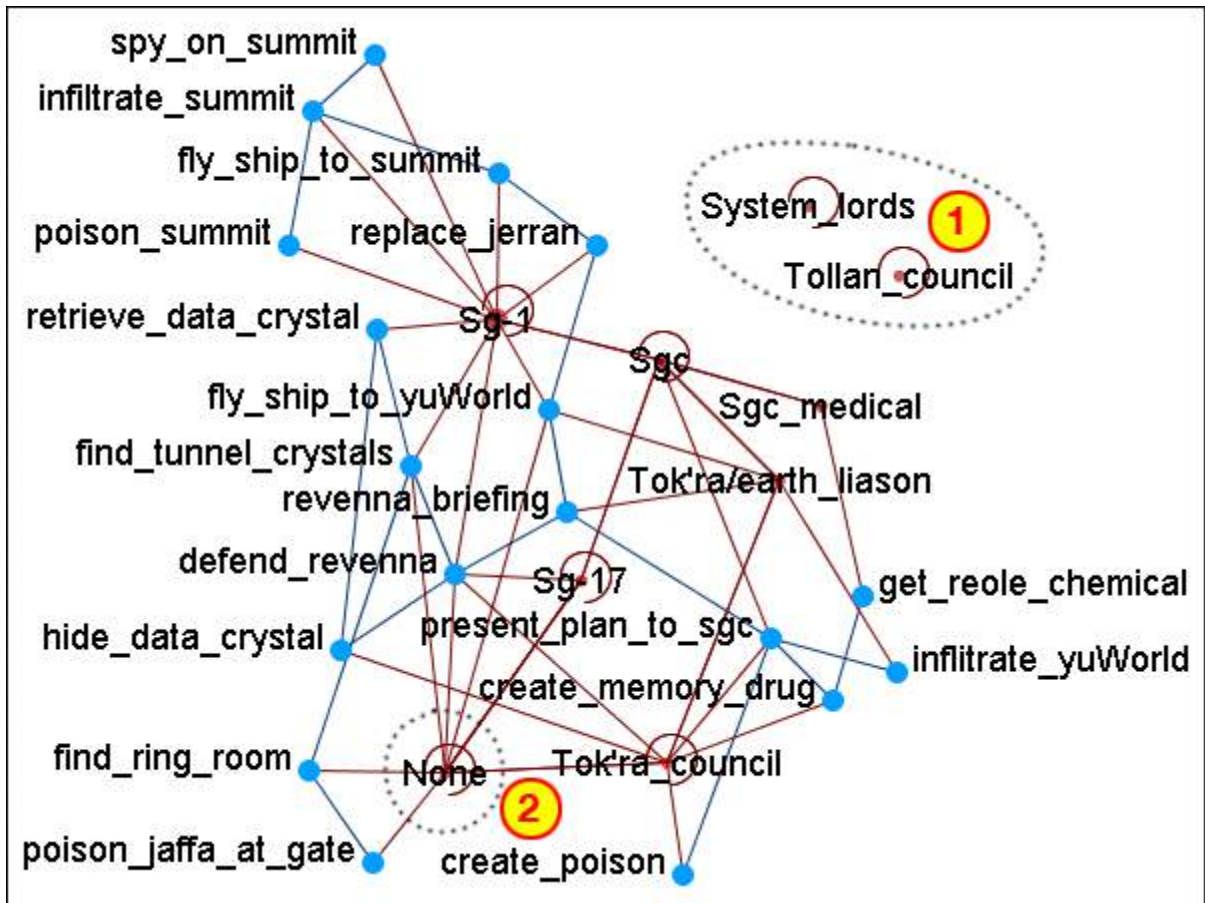 spy_on_summit
infiltrate_summit
fly_ship_to_summit
System_lords
1
poison_summit
replace_jerran
Tollan_council
retrieve_data_crystal
Sg-1
Sgc
fly_ship_to_yuWorld
Sgc_medical
find_tunnel_crystals
Tok'ra/earth_liason
revenna_briefing
defend_revenna
Sg-17
get_reole_chemical
hide_data_crystal
present_plan_to_sgc
inflitrate_yuWorld
create_memory_drug
find_ring_room
None
Tok'ra_council
2
poison_jaffa_at_gate
create_poison